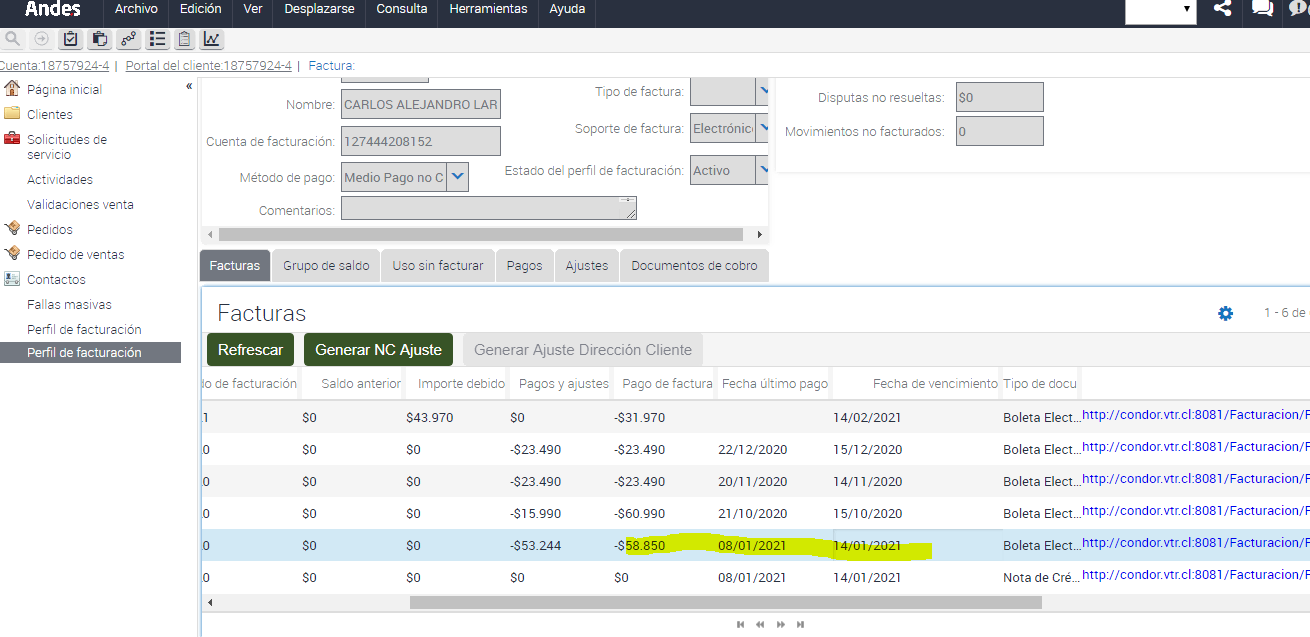 Andes Archivo Edición Ver Desplazarse Consulta Herramientas Ayuda
Cuenta:18757924-4 | Portal del cliente:18757924-4 | Factura:
Página inicial «
Clientes
Solicitudes de
servicio
Actividades
Validaciones venta
Pedidos
Pedido de ventas
Contactos
Fallas masivas
Perfil de facturación
Perfil de facturación
Nombre: CARLOS ALEJANDRO LAR
Cuenta de facturación: 127444208152
Método de pago: Medio Pago no C
Comentarios:
Tipo de factura:
Soporte de factura: Electrónic
Estado del perfil de facturación: Activo
Disputas no resueltas: $0
Movimientos no facturados: 0
Facturas Grupo de saldo Uso sin facturar Pagos Ajustes Documentos de cobro
Facturas 1 - 6 de
Refrescar Generar NC Ajuste Generar Ajuste Dirección Cliente
do de facturación Saldo anterior Importe debido Pagos y ajustes Pago de factura Fecha último pago Fecha de vencimiento Tipo de docu
1 $0 $43.970 $0 -$31.970 14/02/2021 Boleta Elect... http://condor.vtr.cl:8081/Facturacion/F
0 $0 $0 -$23.490 -$23.490 22/12/2020 15/12/2020 Boleta Elect... http://condor.vtr.cl:8081/Facturacion/F
0 $0 $0 -$23.490 -$23.490 20/11/2020 14/11/2020 Boleta Elect... http://condor.vtr.cl:8081/Facturacion/F
0 $0 $0 -$15.990 -$60.990 21/10/2020 15/10/2020 Boleta Elect... http://condor.vtr.cl:8081/Facturacion/F
0 $0 $0 -$53.244 -$58.850 08/01/2021 14/01/2021 Boleta Elect... http://condor.vtr.cl:8081/Facturacion/F
0 $0 $0 $0 $0 08/01/2021 14/01/2021 Nota de Cré... http://condor.vtr.cl:8081/Facturacion/F